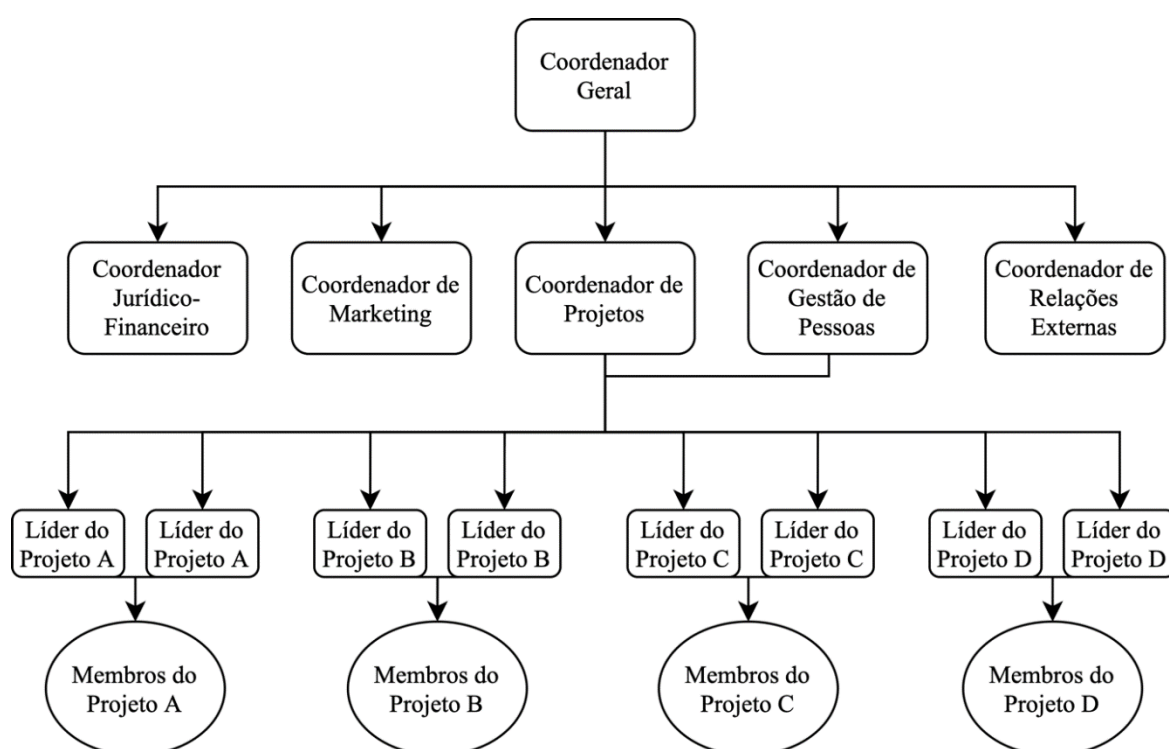 Coordenador
Geral
Coordenador
Jurídico-
Financeiro
Coordenador de
Marketing
Coordenador de
Projetos
Coordenador de
Gestão de
Pessoas
Coordenador de
Relações
Externas
Líder do
Projeto A
Líder do
Projeto A
Líder do
Projeto B
Líder do
Projeto B
Líder do
Projeto C
Líder do
Projeto C
Líder do
Projeto D
Líder do
Projeto D
Membros do
Projeto A
Membros do
Projeto B
Membros do
Projeto C
Membros do
Projeto D